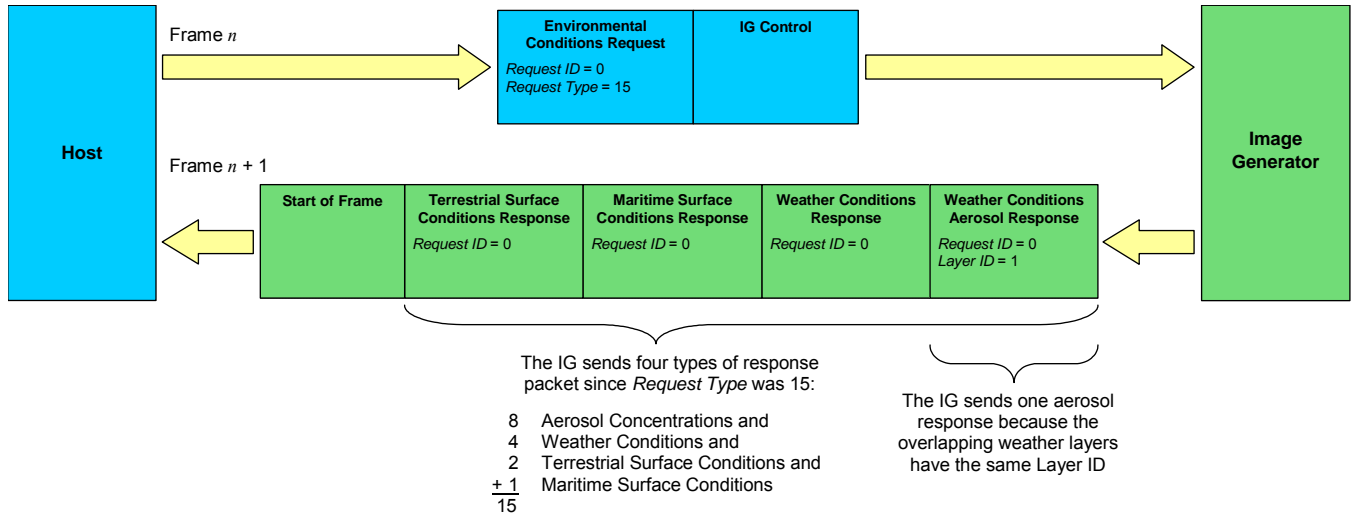 Host
Frame n
Environmental
Conditions Request
Request ID = 0
Request Type = 15
IG Control
Image
Generator
Frame n + 1
Start of Frame
Terrestrial Surface
Conditions Response
Request ID = 0
Maritime Surface
Conditions Response
Request ID = 0
Weather Conditions
Response
Request ID = 0
Weather Conditions
Aerosol Response
Request ID = 0
Layer ID = 1
The IG sends four types of response
packet since Request Type was 15:
8 Aerosol Concentrations and
4 Weather Conditions and
2 Terrestrial Surface Conditions and
+ 1 Maritime Surface Conditions
15
The IG sends one aerosol
response because the
overlapping weather layers
have the same Layer ID